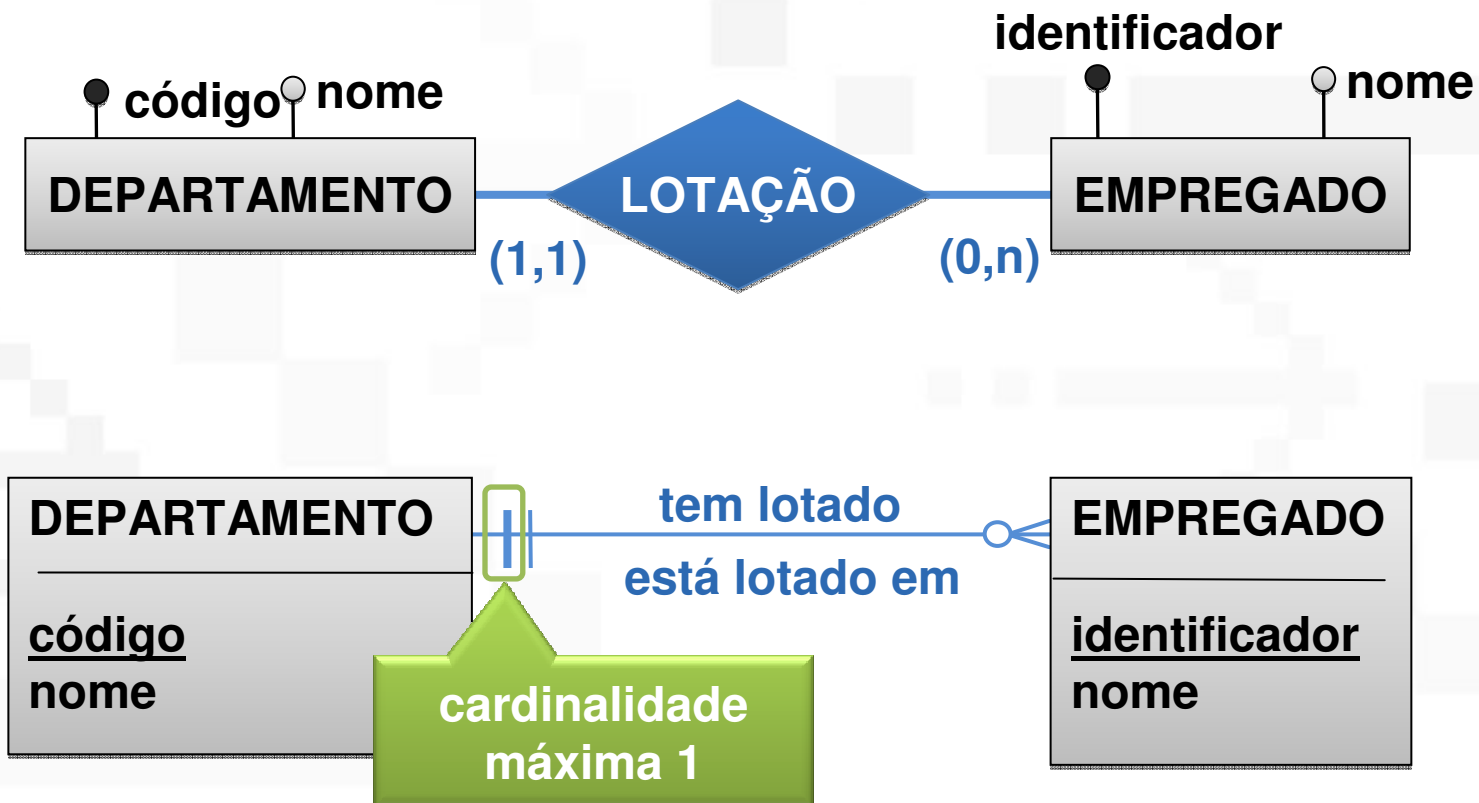 identificador
código nome
nome
DEPARTAMENTO
LOTAÇÃO
EMPREGADO
(1,1)
(0,n)
DEPARTAMENTO
código
nome
tem lotado
está lotado em
EMPREGADO
identificador
nome
cardinalidade
máxima 1